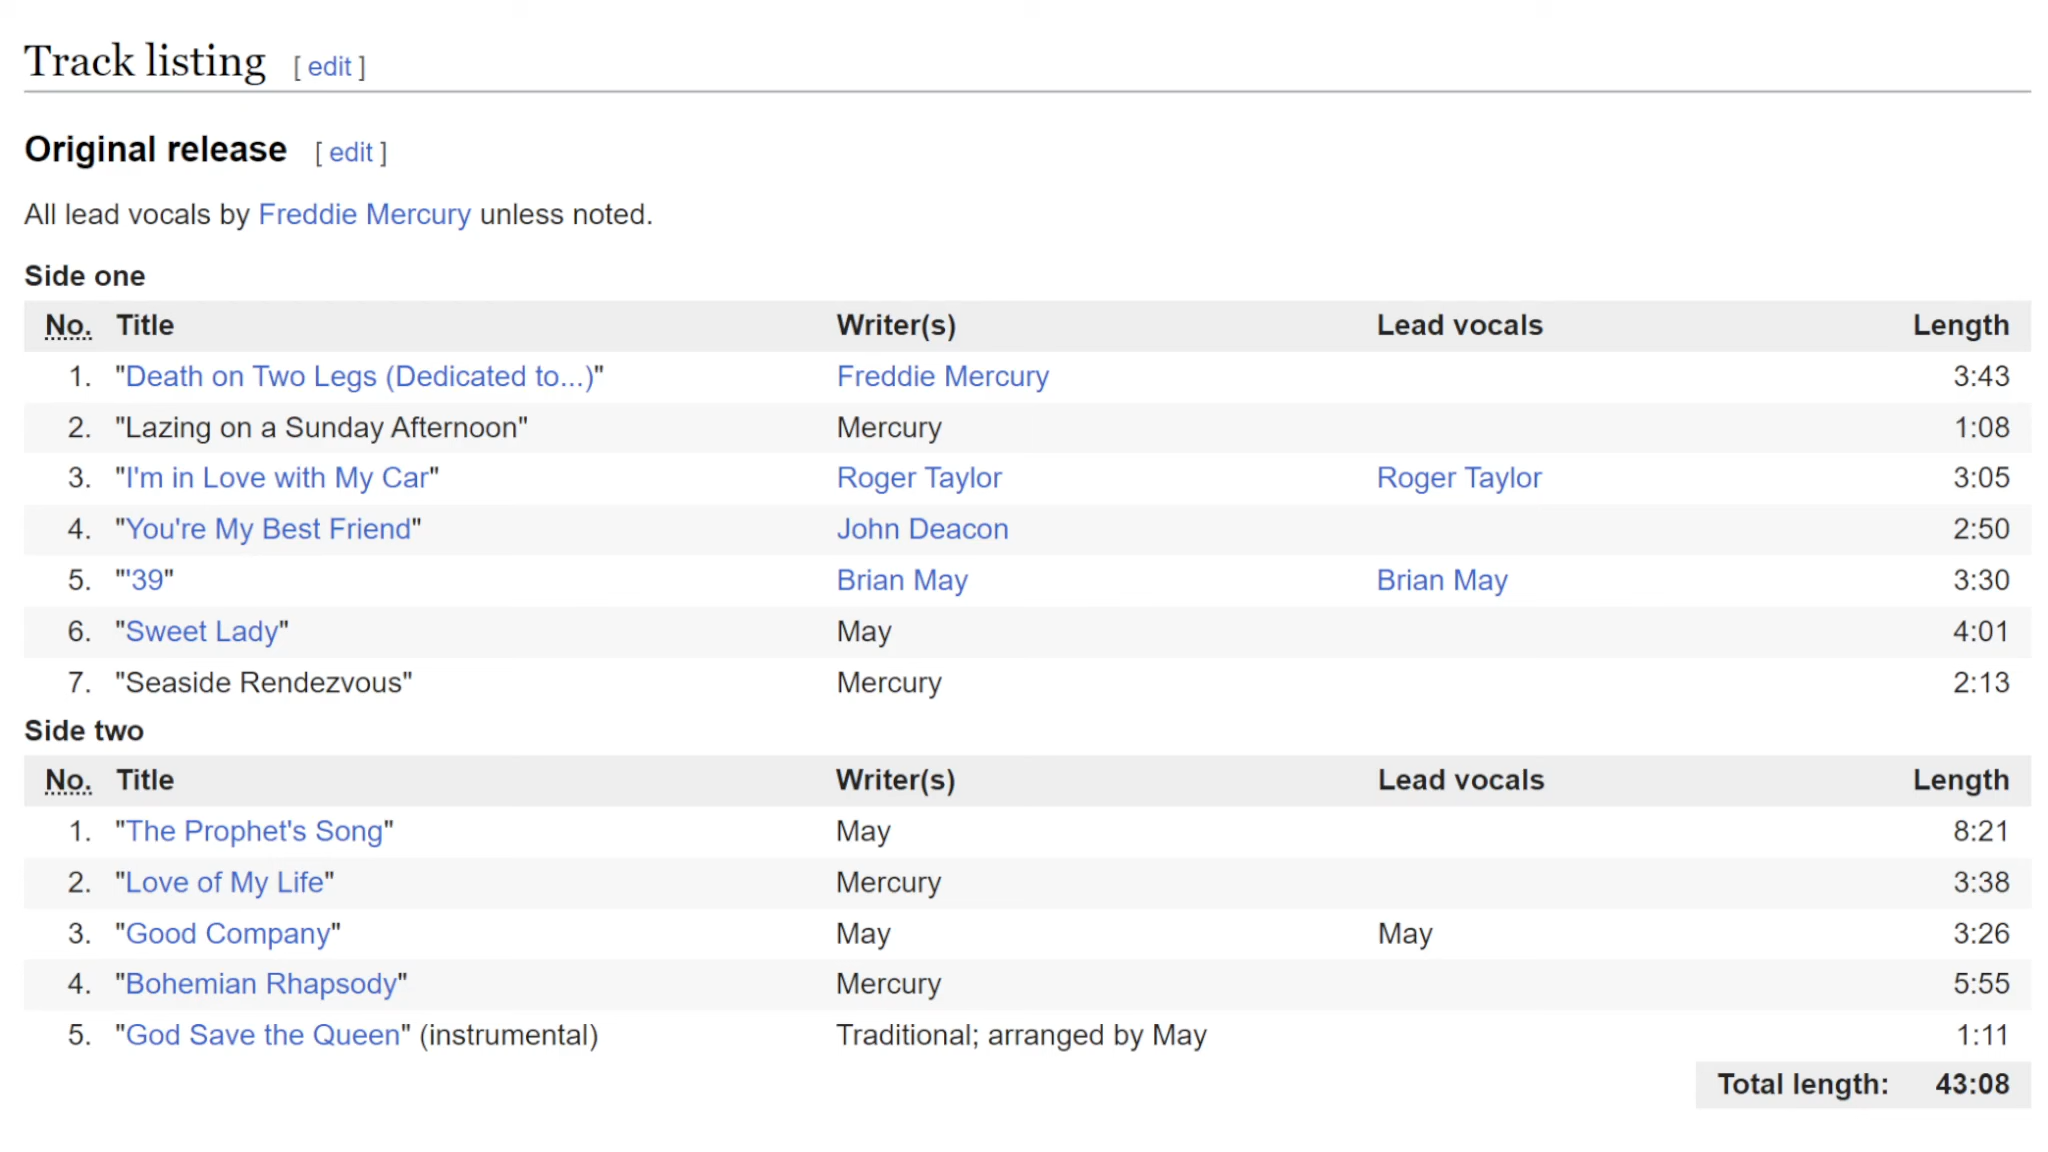 Track listing [ edit ]
Original release [ edit ]
All lead vocals by Freddie Mercury unless noted.
Side one
No. Title Writer(s) Lead vocals Length
1. "Death on Two Legs (Dedicated to...)" Freddie Mercury 3:43
2. "Lazing on a Sunday Afternoon" Mercury 1:08
3. "I'm in Love with My Car" Roger Taylor Roger Taylor 3:05
4. "You're My Best Friend" John Deacon 2:50
5. "'39" Brian May Brian May 3:30
6. "Sweet Lady" May 4:01
7. "Seaside Rendezvous" Mercury 2:13
Side two
No. Title Writer(s) Lead vocals Length
1. "The Prophet's Song" May 8:21
2. "Love of My Life" Mercury 3:38
3. "Good Company" May May 3:26
4. "Bohemian Rhapsody" Mercury 5:55
5. "God Save the Queen" (instrumental) Traditional; arranged by May 1:11
Total length: 43:08